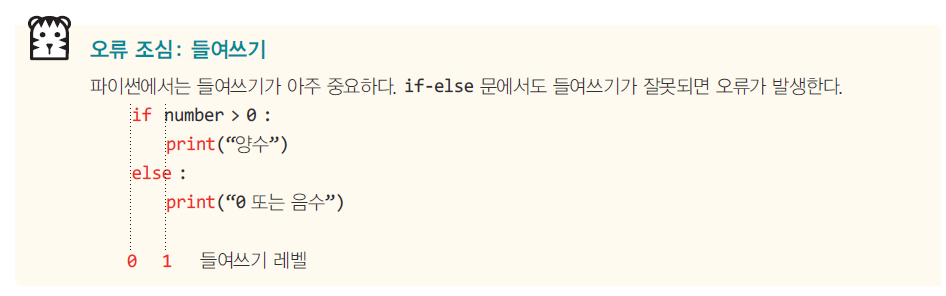 오류 조심: 들여쓰기
파이썬에서는 들여쓰기가 아주 중요하다. if-else 문에서도 들여쓰기가 잘못되면 오류가 발생한다.
if number > 0 :
print(“양수”)
else :
print(“0 또는 음수”)
0 1 들여쓰기 레벨